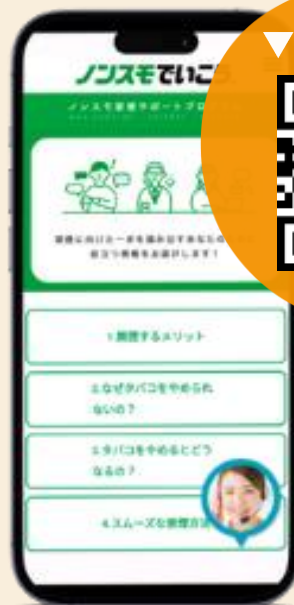 ノンスモでいこう
ノンスモ禁煙サポートプロ
禁煙に向けた一歩を踏み出すあなたの
役立つ情報をお届けします！
1.禁煙するメリット
2.なぜタバコをやめられ
ないの？
3.タバコをやめるとどう
なるの？
4.スムーズな禁煙方法